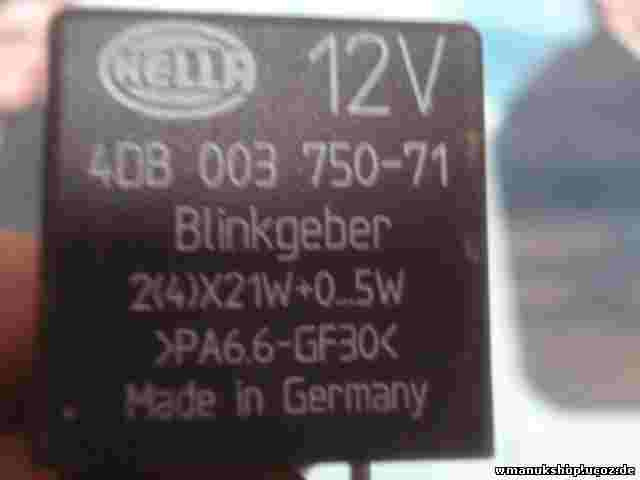 HELLA 12V
4DB 003 750-71
Blinkgeber
2(4)X21W+0...5W
>PA6.6-GF30<
Made in Germany
wmanukshop.ucoz.de